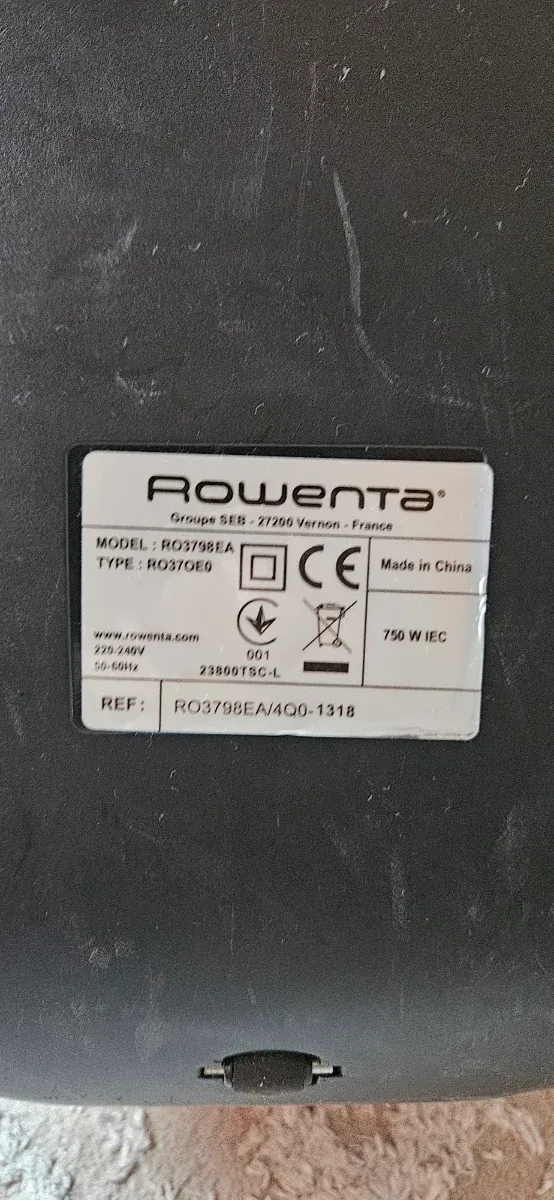 Rowenta®
Groupe SEB - 27200 Vernon - France
MODEL : RO3798EA
TYPE : RO37OE0
CE
Made in China
www.rowenta.com
220-240V
50-60Hz
001
23800TSC-L
750 W IEC
REF: RO3798EA/4Q0-1318